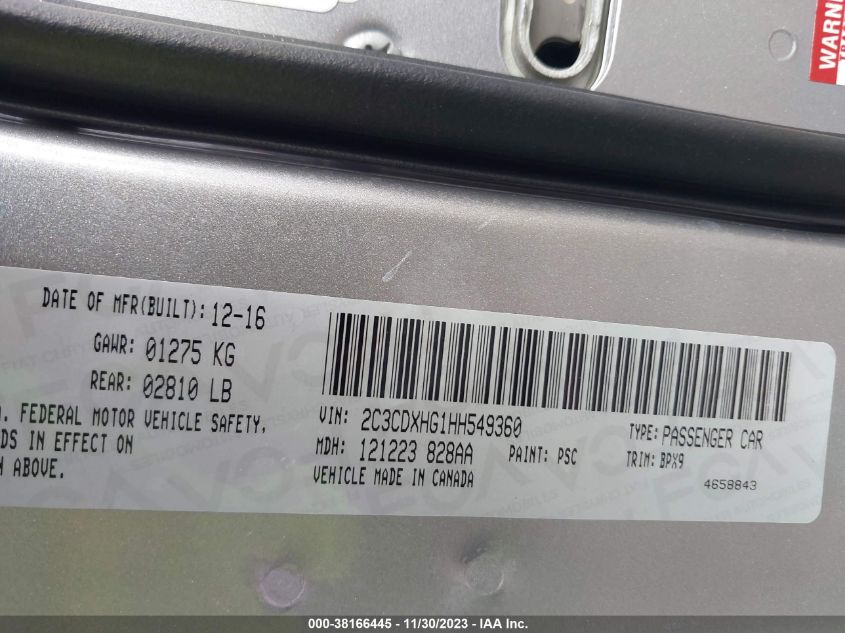 WARN
DATE OF MFR(BUILT): 12-16
GAWR: 01275 KG
REAR: 02810 LB
FEDERAL MOTOR VEHICLE SAFETY,
DS IN EFFECT ON
ABOVE.
VIN: 2C3CDXHG1HH549360
TYPE: PASSENGER CAR
MDH: 121223 828AA PAINT: PSC
TRIM: BPX9
VEHICLE MADE IN CANADA
4658843
000-38166445 - 11/30/2023 - IAA Inc.